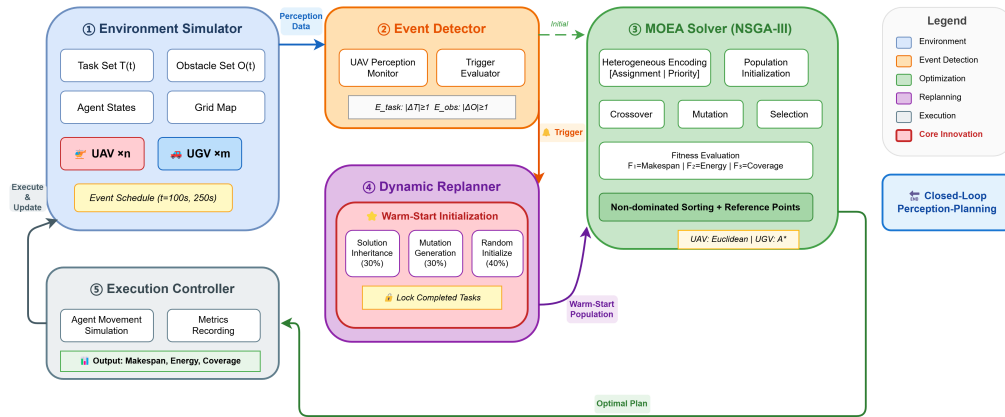 ① Environment Simulator
Task Set T(t)
Obstacle Set O(t)
Agent States
Grid Map
UAV ×n
UGV ×m
Event Schedule (t=100s, 250s)
Perception
Data
② Event Detector
UAV Perception
Monitor
Trigger
Evaluator
E_task: |ΔT|≥1 E_obs: |ΔO|≥1
Initial
Trigger
③ MOEA Solver (NSGA-III)
Heterogeneous Encoding
[Assignment | Priority]
Population
Initialization
Crossover
Mutation
Selection
Fitness Evaluation
F₁=Makespan | F₂=Energy | F₃=Coverage
Non-dominated Sorting + Reference Points
UAV: Euclidean | UGV: A*
④ Dynamic Replanner
Warm-Start Initialization
Solution
Inheritance
(30%)
Mutation
Generation
(30%)
Random
Initialize
(40%)
Lock Completed Tasks
Warm-Start
Population
Execute
&
Update
⑤ Execution Controller
Agent Movement
Simulation
Metrics
Recording
Output: Makespan, Energy, Coverage
Optimal Plan
Legend
Environment
Event Detection
Optimization
Replanning
Execution
Core Innovation
Closed-Loop
Perception-Planning